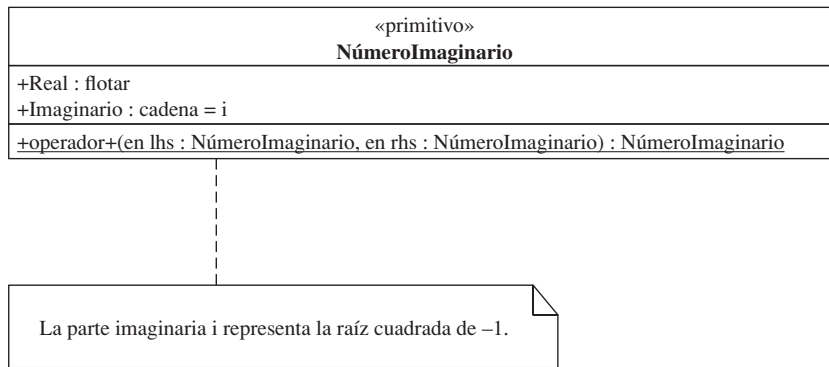 «primitivo»
NúmeroImaginario
+Real : flotar
+Imaginario : cadena = i
+operador+(en lhs : NúmeroImaginario, en rhs : NúmeroImaginario) : NúmeroImaginario
La parte imaginaria i representa la raíz cuadrada de –1.